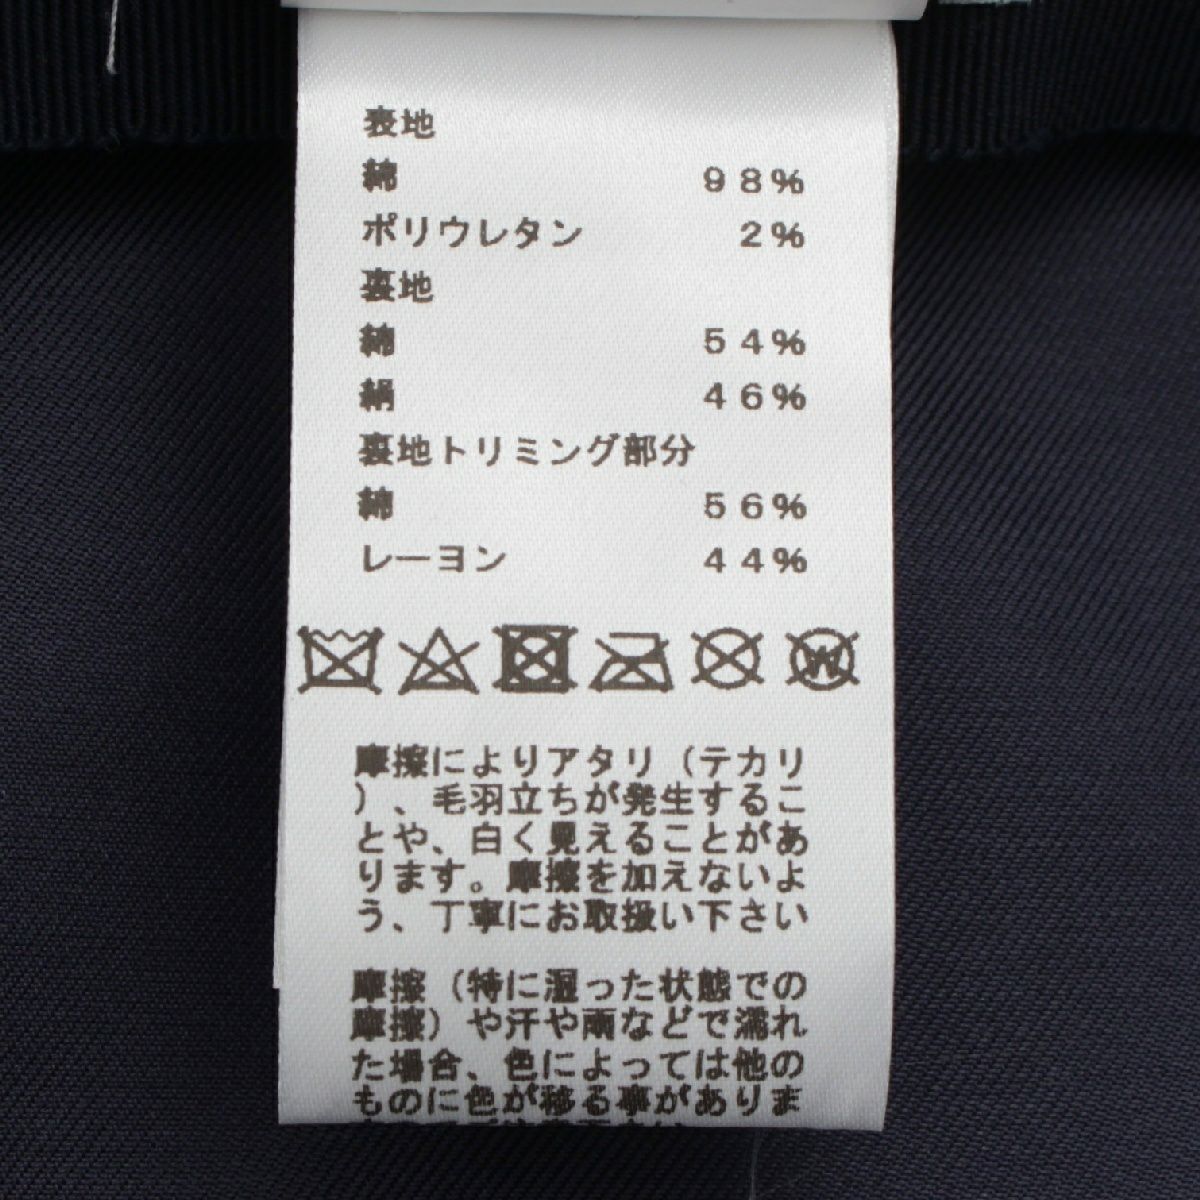 表地
綿 98%
ポリウレタン 2%
裏地
綿 54%
絹 46%
裏地トリミング部分
綿 56%
レーヨン 44%
W
摩擦によりアタリ（テカリ
）、毛羽立ちが発生するこ
とや、白く見えることがあ
ります。摩擦を加えないよ
う、丁寧にお取扱い下さい
摩擦（特に湿った状態での
摩擦）や汗や雨などで濡れ
た場合、色によっては他の
ものに色が移る事がありま